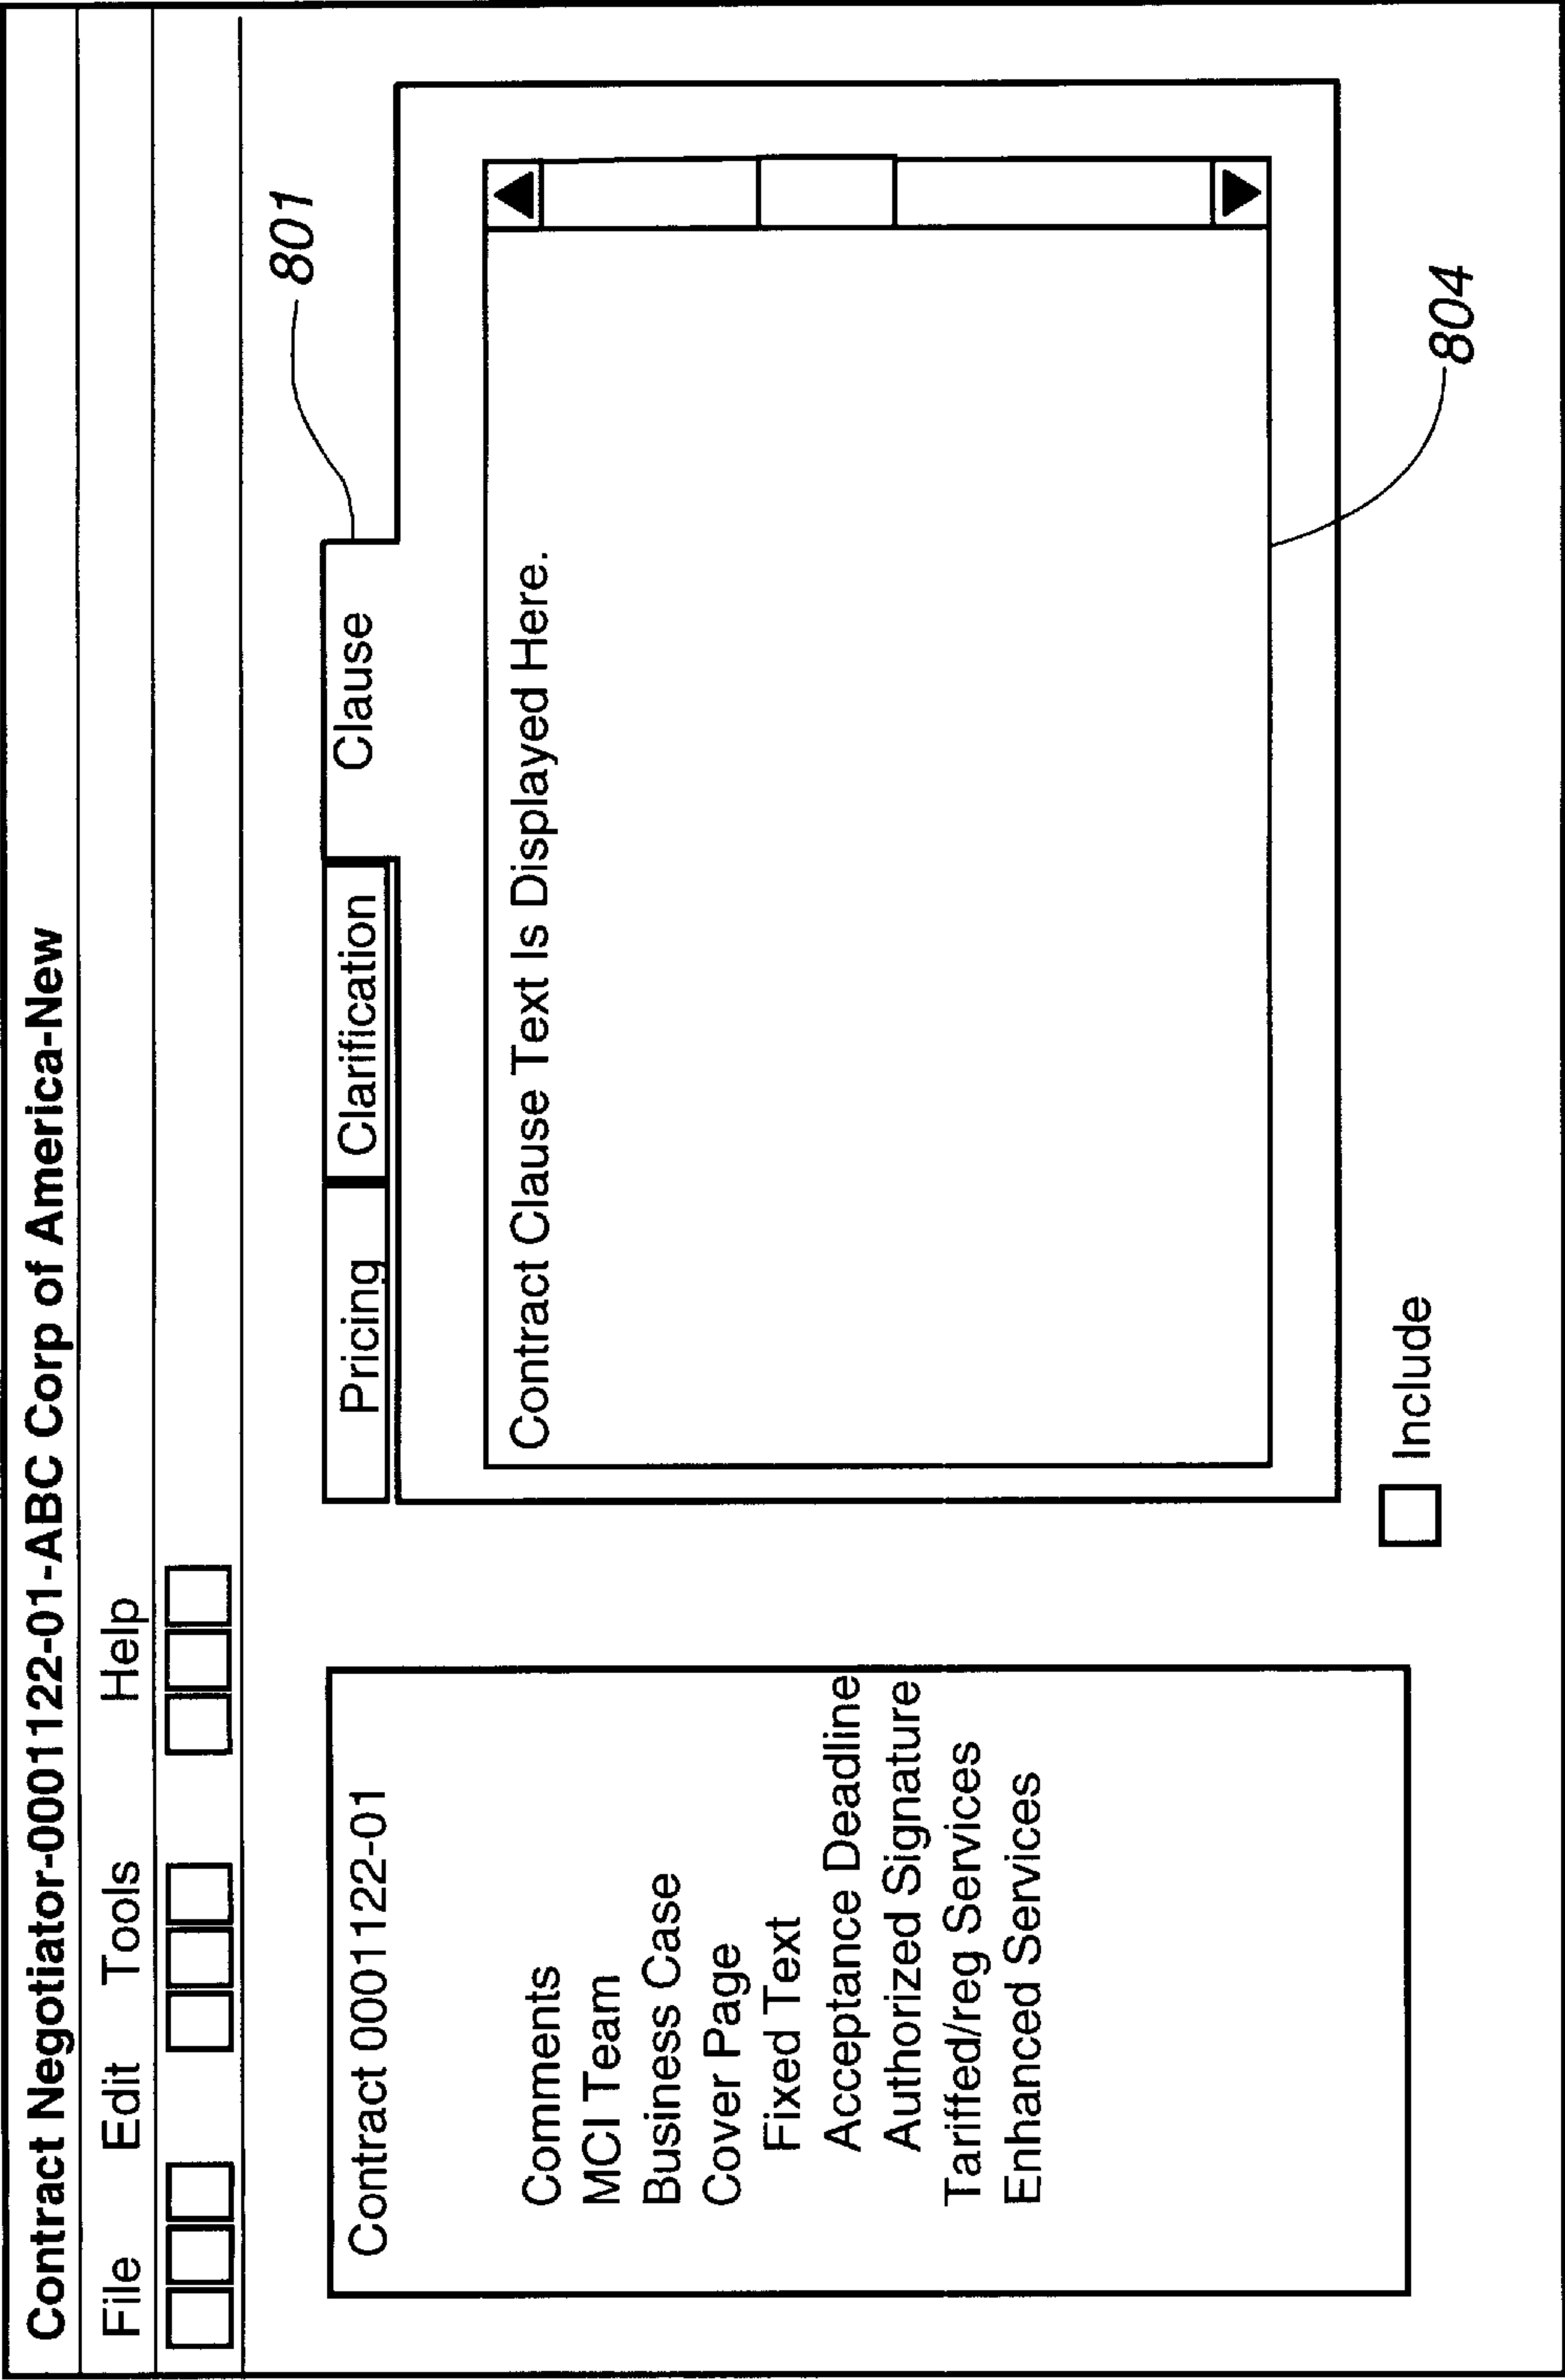 Contract Negotiator-0001122-01-ABC Corp of America-New
File Edit Tools Help
Contract 0001122-01
Comments
MCI Team
Business Case
Cover Page
Fixed Text
Acceptance Deadline
Authorized Signature
Tariffed/reg Services
Enhanced Services
Pricing Clarification Clause
801
Contract Clause Text Is Displayed Here.
804
Include